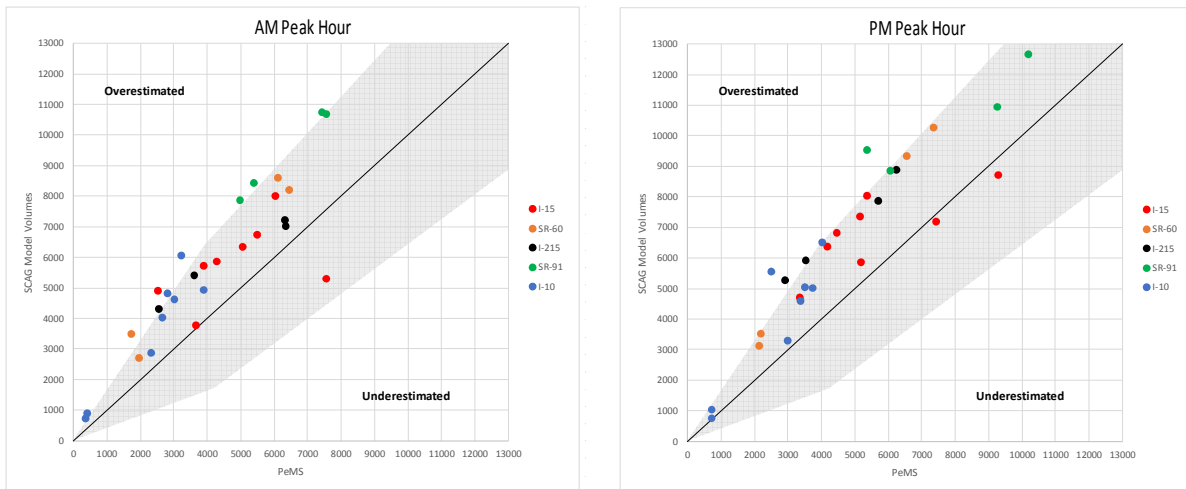 AM Peak Hour
13000
12000
11000
10000
9000
8000
7000
6000
5000
4000
3000
2000
1000
0
SCAG Model Volumes
Overestimated
Underestimated
0 1000 2000 3000 4000 5000 6000 7000 8000 9000 10000 11000 12000 13000
PeMS
I-15
SR-60
I-215
SR-91
I-10
PM Peak Hour
13000
12000
11000
10000
9000
8000
7000
6000
5000
4000
3000
2000
1000
0
SCAG Model Volumes
Overestimated
Underestimated
0 1000 2000 3000 4000 5000 6000 7000 8000 9000 10000 11000 12000 13000
PeMS
I-15
SR-60
I-215
SR-91
I-10